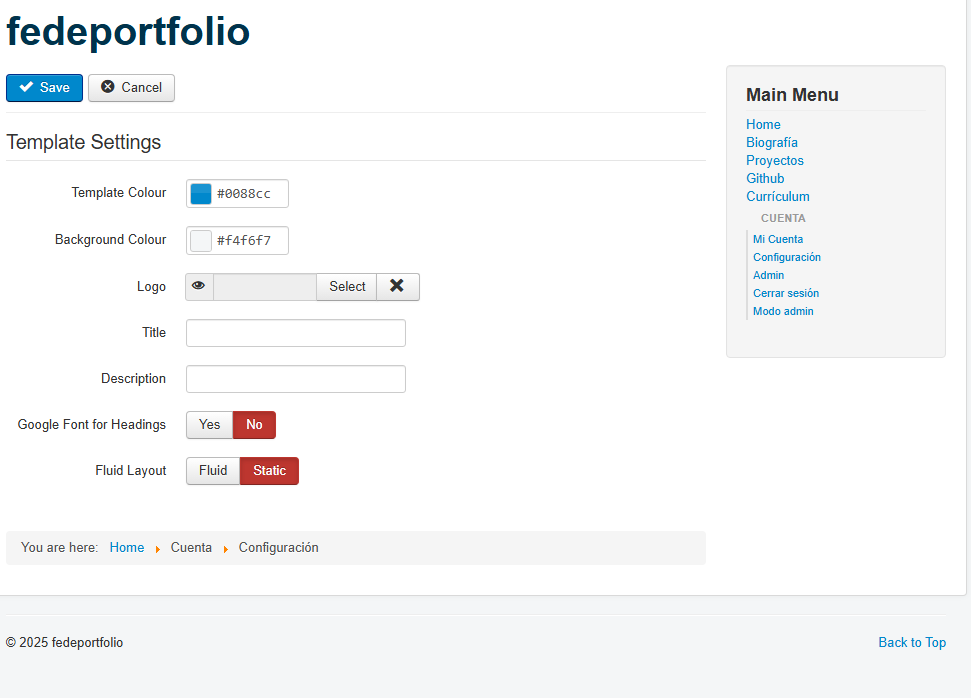 fedeportfolio
Save
Cancel
Template Settings
Template Colour
#0088cc
Background Colour
#f4f6f7
Logo
Select
Title
Description
Google Font for Headings
Yes
No
Fluid Layout
Fluid
Static
You are here: Home Cuenta Configuración
Main Menu
Home
Biografía
Proyectos
Github
Currículum
CUENTA
Mi Cuenta
Configuración
Admin
Cerrar sesión
Modo admin
© 2025 fedeportfolio
Back to Top